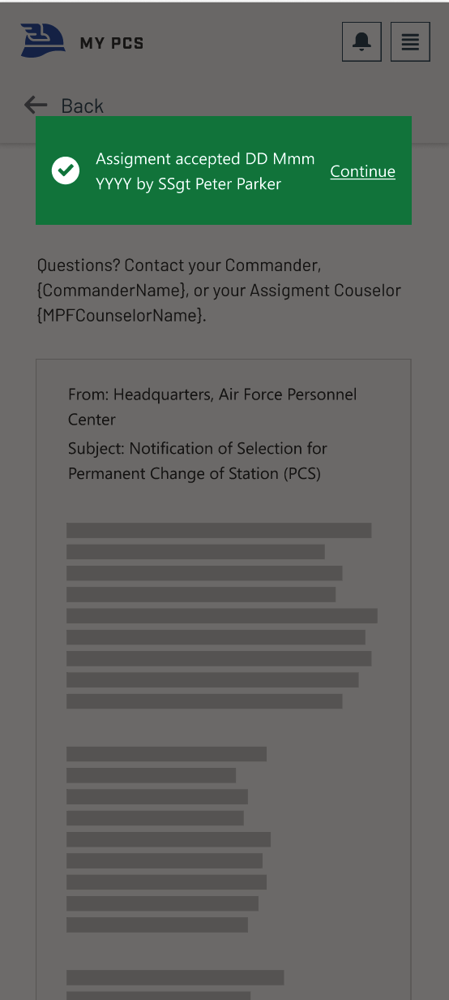 MY PCS
Back
Assigment accepted DD Mmm
YYYY by SSgt Peter Parker
Continue
Questions? Contact your Commander,
{CommanderName}, or your Assigment Couselor
{MPFCounselorName}.
From: Headquarters, Air Force Personnel
Center
Subject: Notification of Selection for
Permanent Change of Station (PCS)